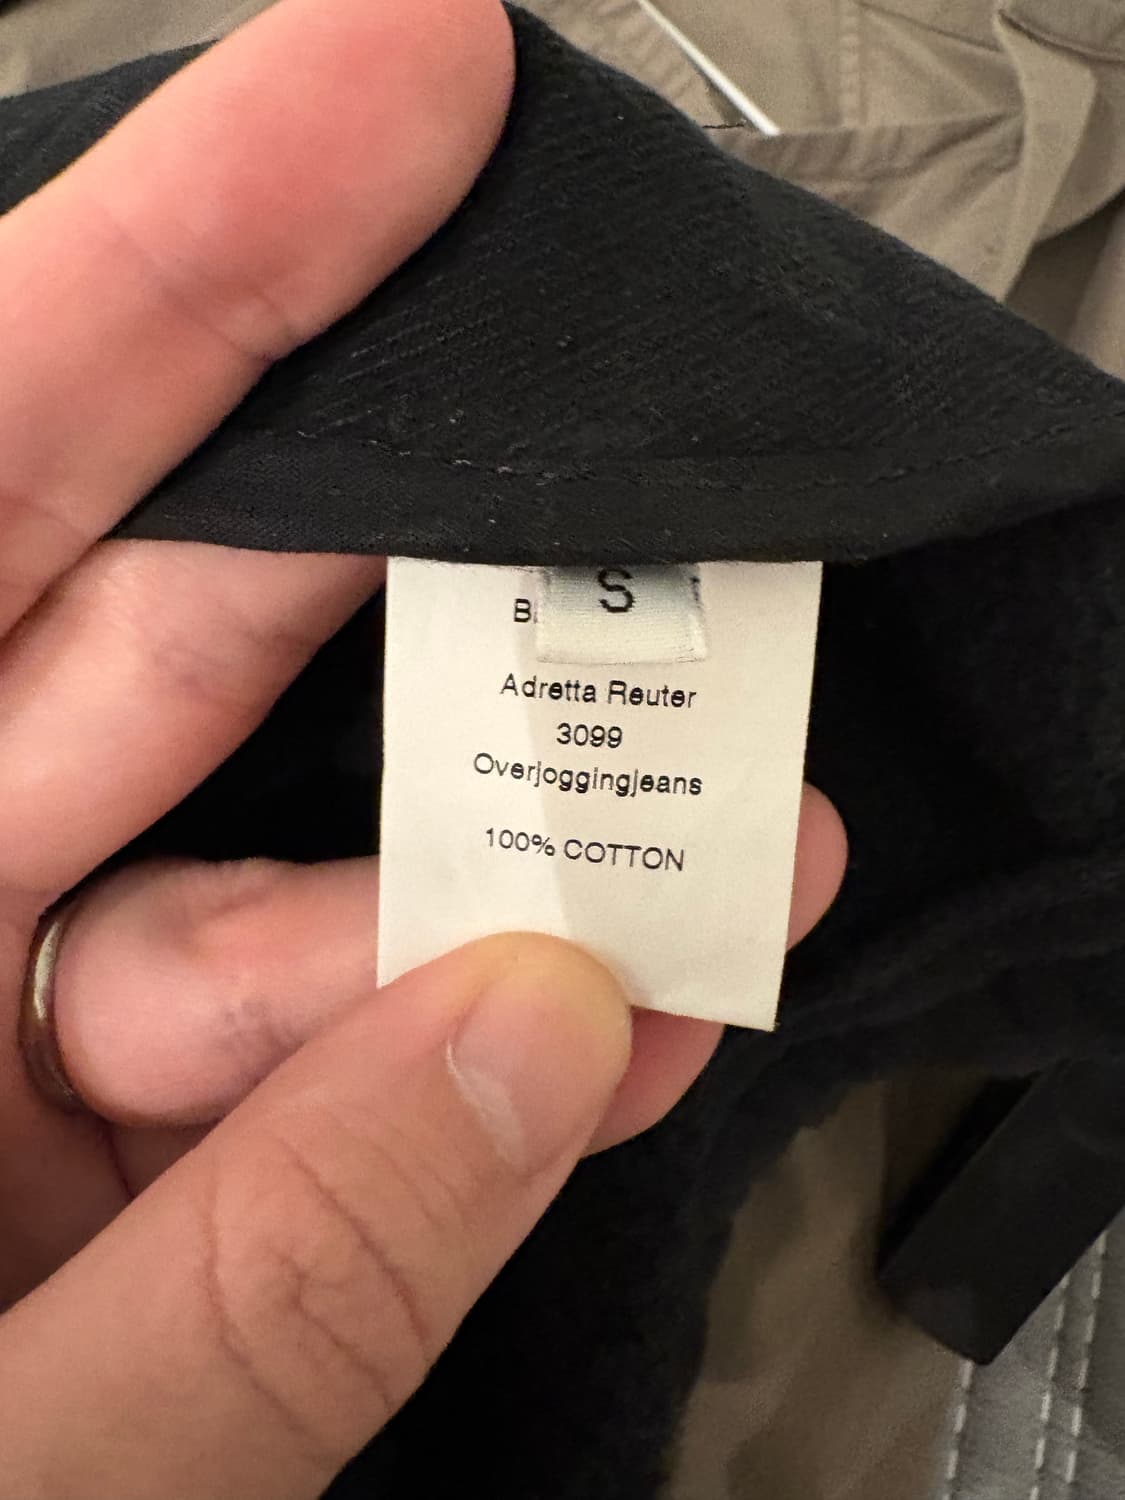 S
Adretta Reuter
3099
Overjoggingjeans
100% COTTON